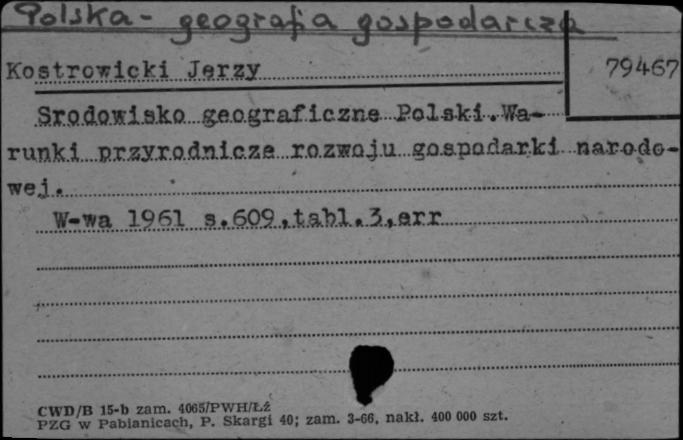 Polska - geografia gospodarcza
Kostrowicki Jerzy
79467
Srodowisko geograficzne Polski.Wa-
runki przyrodnicze rozwoju gospodarki narodo-
wej.
W-wa 1961 s.609,tabl.3,err
CWD/B 15-b zam. 4065/PWH/Łź
PZG w Pabianicach, P. Skargi 40; zam. 3-66, nakł. 400 000 szt.